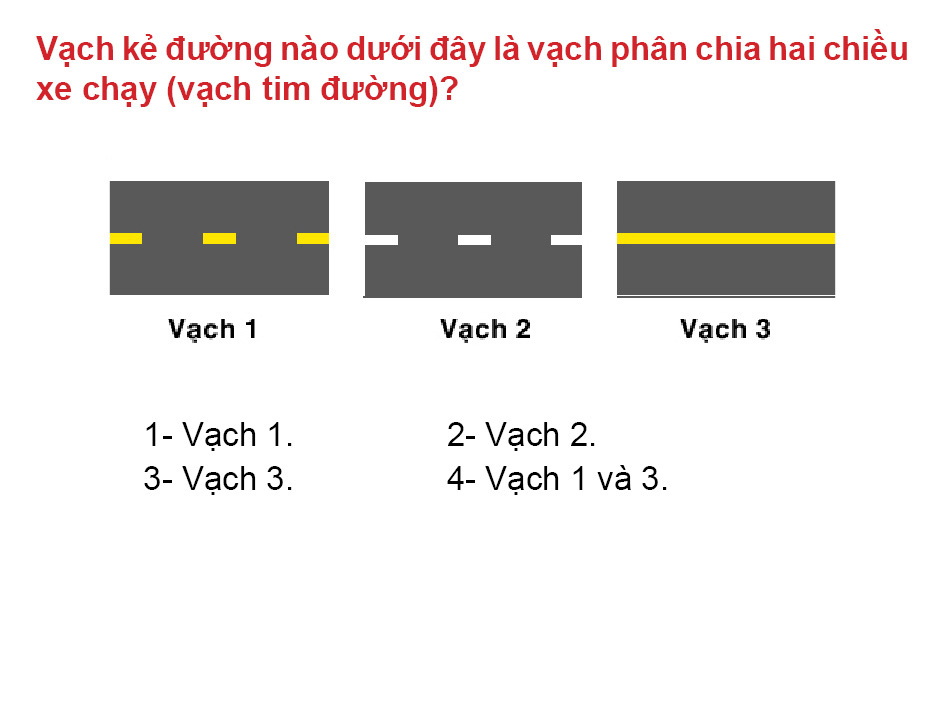 Vạch kẻ đường nào dưới đây là vạch phân chia hai chiều
xe chạy (vạch tim đường)?
Vạch 1 Vạch 2 Vạch 3
1- Vạch 1. 2- Vạch 2.
3- Vạch 3. 4- Vạch 1 và 3.